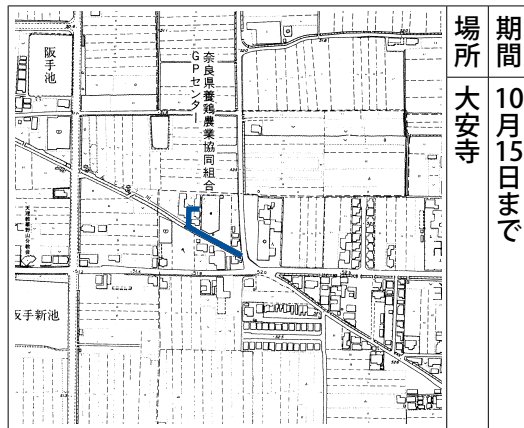 期間 10月15日まで
場所 大安寺
阪手池
奈良県養鶏農業協同組合
GPセンター
阪手新池